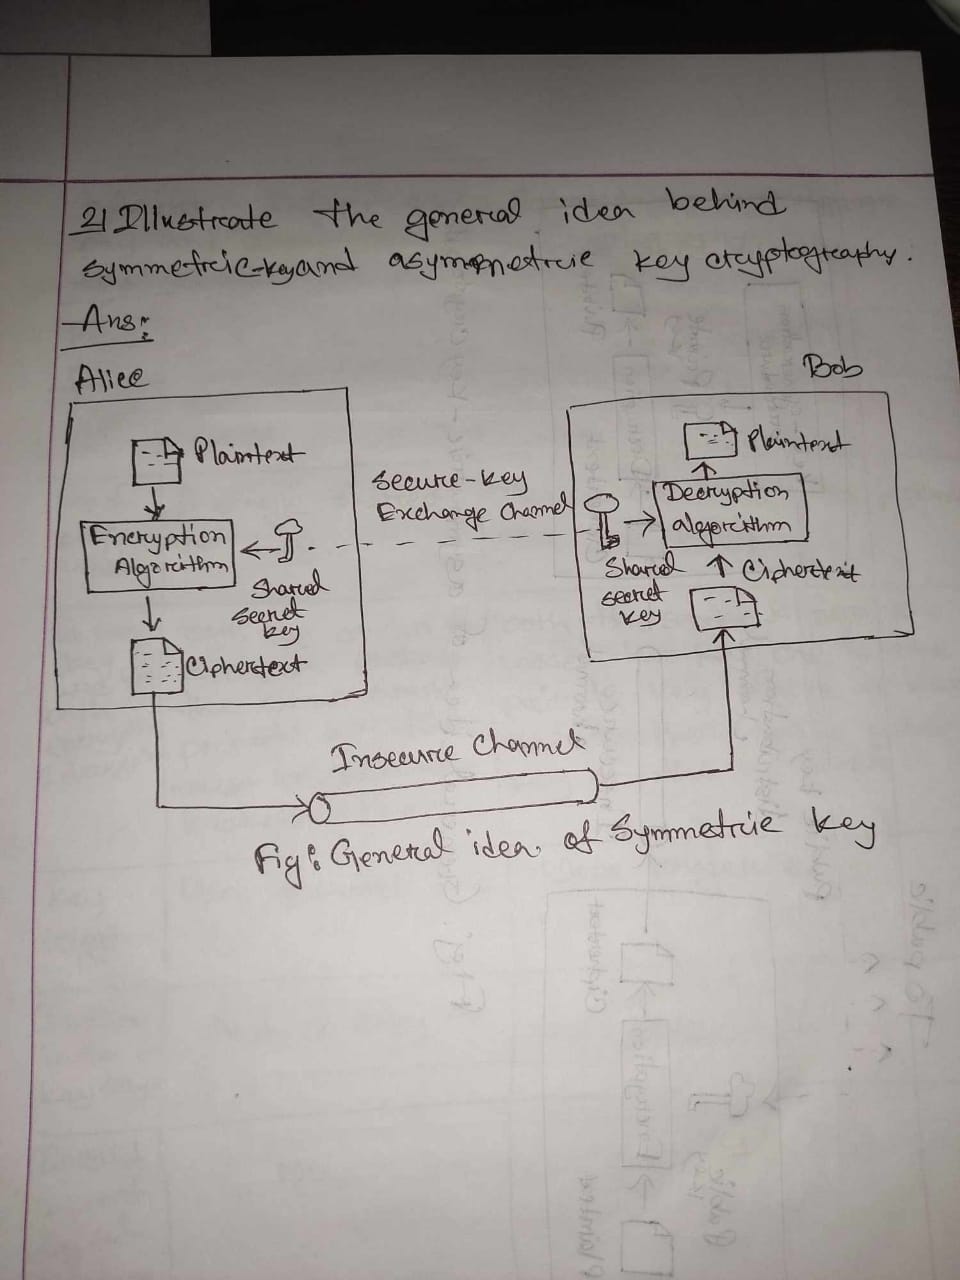 21 Illustrate the general idea behind
symmetric-key and asymmetric key cryptography.
Ans:
Alice
Plaintext
Encryption
Algorithm
Shared
secret
key
Ciphertext
Secure-key
Exchange Channel
Bob
Plaintext
Decryption
algorithm
Shared
secret
key
Ciphertext
Insecure Channel
Fig: General idea of Symmetric key